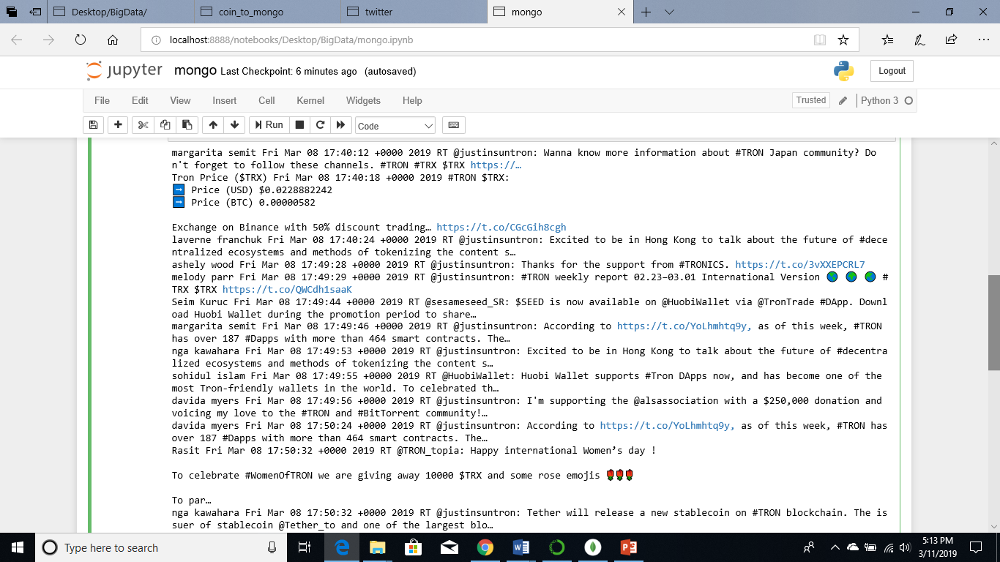 Desktop/BigData/
coin_to_mongo
twitter
mongo
localhost:8888/notebooks/Desktop/BigData/mongo.ipynb
jupyter mongo Last Checkpoint: 6 minutes ago (autosaved)
Logout
File Edit View Insert Cell Kernel Widgets Help
Trusted
Python 3
Run
Code
margarita semit Fri Mar 08 17:40:12 +0000 2019 RT @justinsuntron: Wanna know more information about #TRON Japan community? Do
n't forget to follow these channels. #TRON #TRX $TRX https://…
Tron Price ($TRX) Fri Mar 08 17:40:18 +0000 2019 #TRON $TRX:
➡ Price (USD) $0.0228882242
➡ Price (BTC) 0.00000582
Exchange on Binance with 50% discount trading… https://t.co/CGcGih8cgh
laverne franchuk Fri Mar 08 17:40:24 +0000 2019 RT @justinsuntron: Excited to be in Hong Kong to talk about the future of #dece
ntralized ecosystems and methods of tokenizing the content s…
ashely wood Fri Mar 08 17:49:28 +0000 2019 RT @justinsuntron: Thanks for the support from #TRONICS. https://t.co/3vXXEPCRL7
melody parr Fri Mar 08 17:49:29 +0000 2019 RT @justinsuntron: #TRON weekly report 02.23–03.01 International Version 🌎 🌎 🌎 #
TRX $TRX https://t.co/QWCdh1saaK
Seim Kuruc Fri Mar 08 17:49:44 +0000 2019 RT @sesameseed_SR: $SEED is now available on @HuobiWallet via @TronTrade #DApp. Downl
oad Huobi Wallet during the promotion period to share…
margarita semit Fri Mar 08 17:49:46 +0000 2019 RT @justinsuntron: According to https://t.co/YoLhmhtq9y, as of this week, #TRON
has over 187 #Dapps with more than 464 smart contracts. The…
nga kawahara Fri Mar 08 17:49:53 +0000 2019 RT @justinsuntron: Excited to be in Hong Kong to talk about the future of #decentra
lized ecosystems and methods of tokenizing the content s…
sohidul islam Fri Mar 08 17:49:55 +0000 2019 RT @HuobiWallet: Huobi Wallet supports #Tron DApps now, and has become one of the
most Tron-friendly wallets in the world. To celebrated th…
davida myers Fri Mar 08 17:49:56 +0000 2019 RT @justinsuntron: I'm supporting the @alsassociation with a $250,000 donation and
voicing my love to the #TRON and #BitTorrent community!…
davida myers Fri Mar 08 17:50:24 +0000 2019 RT @justinsuntron: According to https://t.co/YoLhmhtq9y, as of this week, #TRON has
over 187 #Dapps with more than 464 smart contracts. The…
Rasit Fri Mar 08 17:50:32 +0000 2019 RT @TRON_topia: Happy international Women’s day !
To celebrate #WomenOfTRON we are giving away 10000 $TRX and some rose emojis 🌹🌹🌹
To par…
nga kawahara Fri Mar 08 17:50:32 +0000 2019 RT @justinsuntron: Tether will release a new stablecoin on #TRON blockchain. The is
suer of stablecoin @Tether_to and one of the largest blo…
Type here to search
5:13 PM
3/11/2019